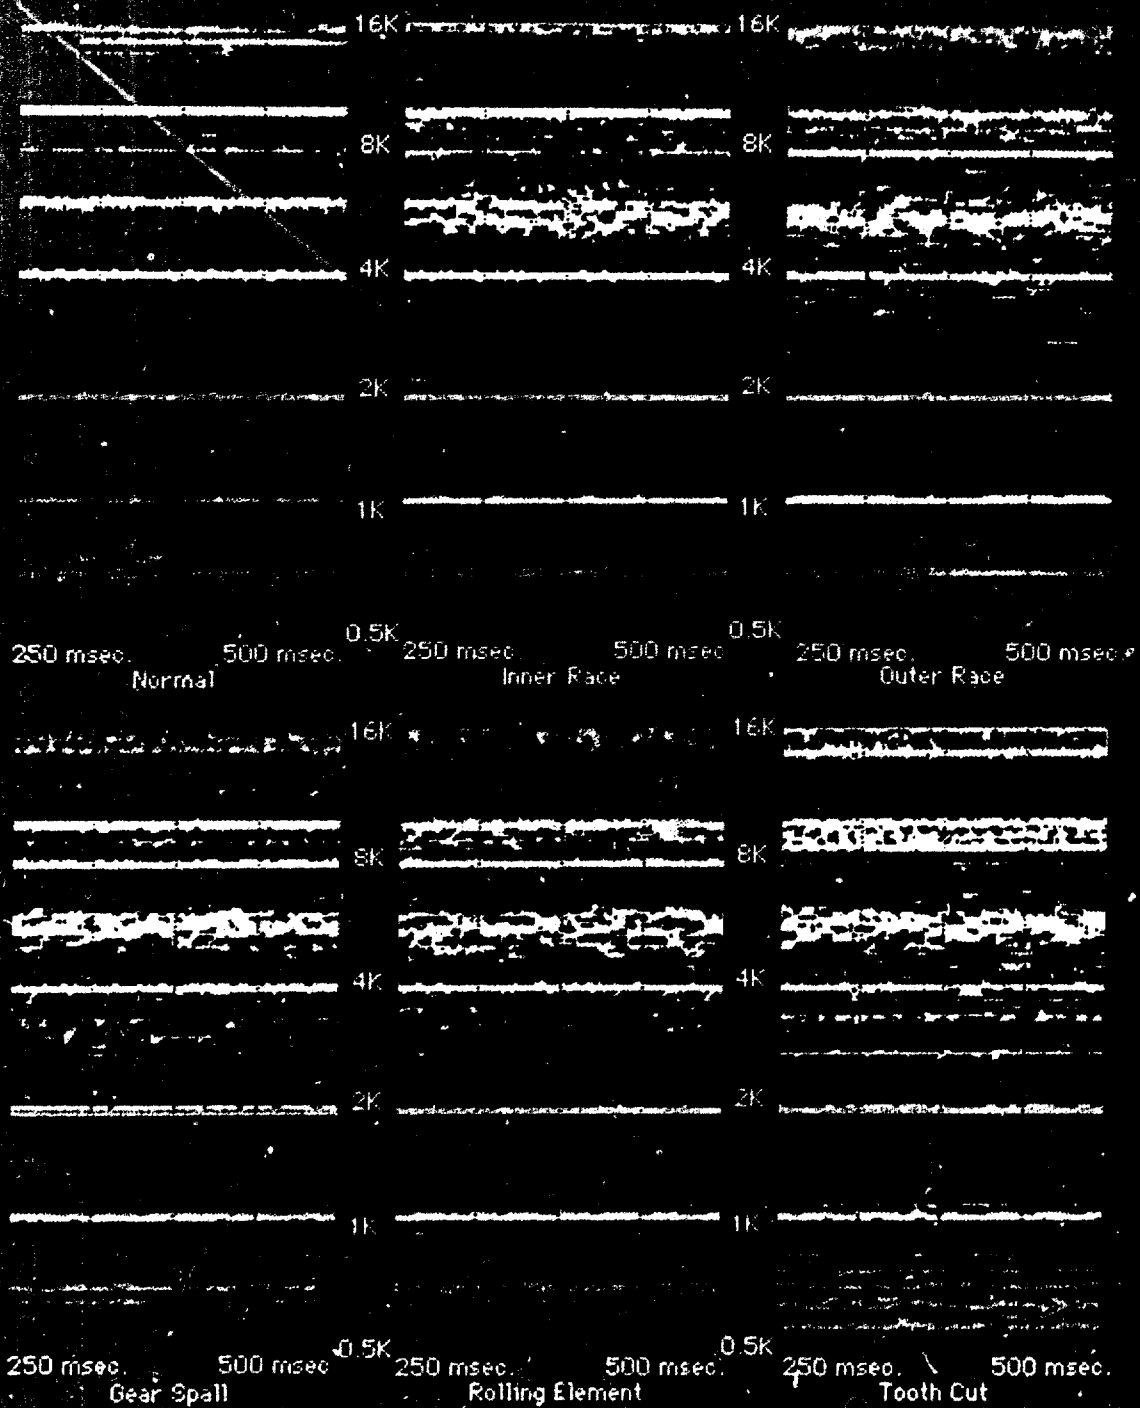 16K 16K
8K 8K
4K 4K
2K 2K
1K 1K
0.5K 0.5K
250 msec. 500 msec. 250 msec. 500 msec 250 msec. 500 msec.
Normal Inner Race Outer Race
16K 16K
8K 8K
4K 4K
2K 2K
1K 1K
0.5K 0.5K
250 msec. 500 msec 250 msec. 500 msec. 250 msec. 500 msec.
Gear Spall Rolling Element Tooth Cut